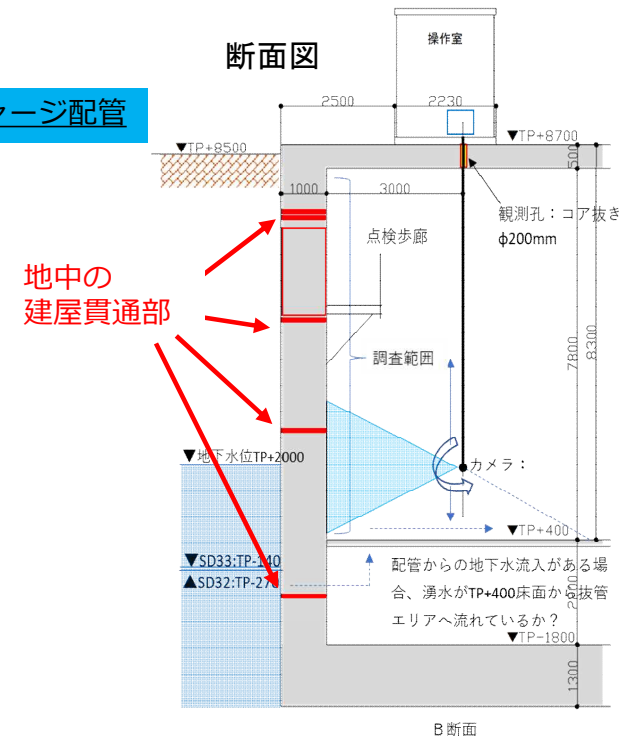 断面図
ャージ配管
操作室
2500
2230
▼TP+8500
▼TP+8700
500
1000
3000
観測孔：コア抜き
φ200mm
点検歩廊
地中の
建屋貫通部
調査範囲
7800
8300
▼地下水位TP+2000
カメラ：
▼TP+400
▼SD33:TP-140
▲SD32:TP-27
配管からの地下水流入がある場
合、湧水がTP+400床面から抜管
エリアへ流れているか？
▼TP-1800
1300
B断面